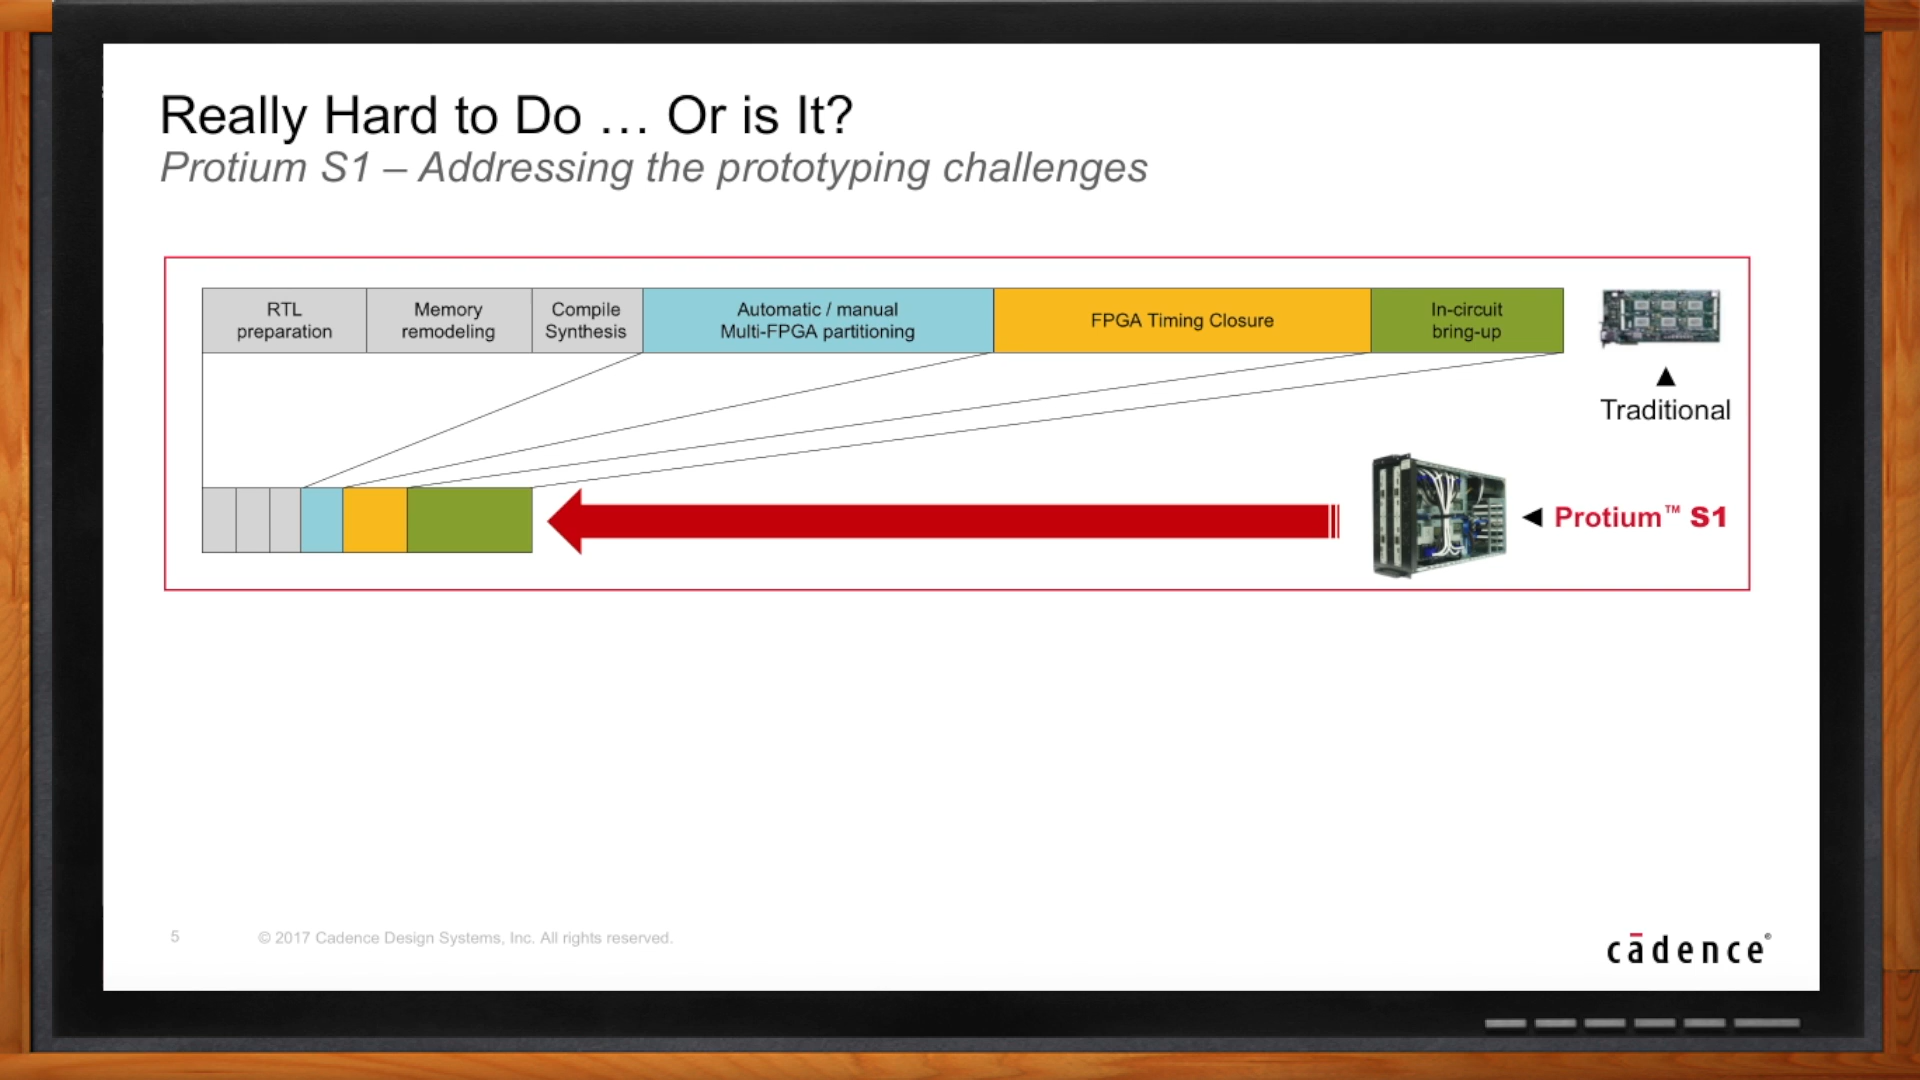 Really Hard to Do … Or is It?
Protium S1 – Addressing the prototyping challenges
RTL
preparation
Memory
remodeling
Compile
Synthesis
Automatic / manual
Multi-FPGA partitioning
FPGA Timing Closure
In-circuit
bring-up
▲
Traditional
◄ Protium™ S1
5
© 2017 Cadence Design Systems, Inc. All rights reserved.
cādence®